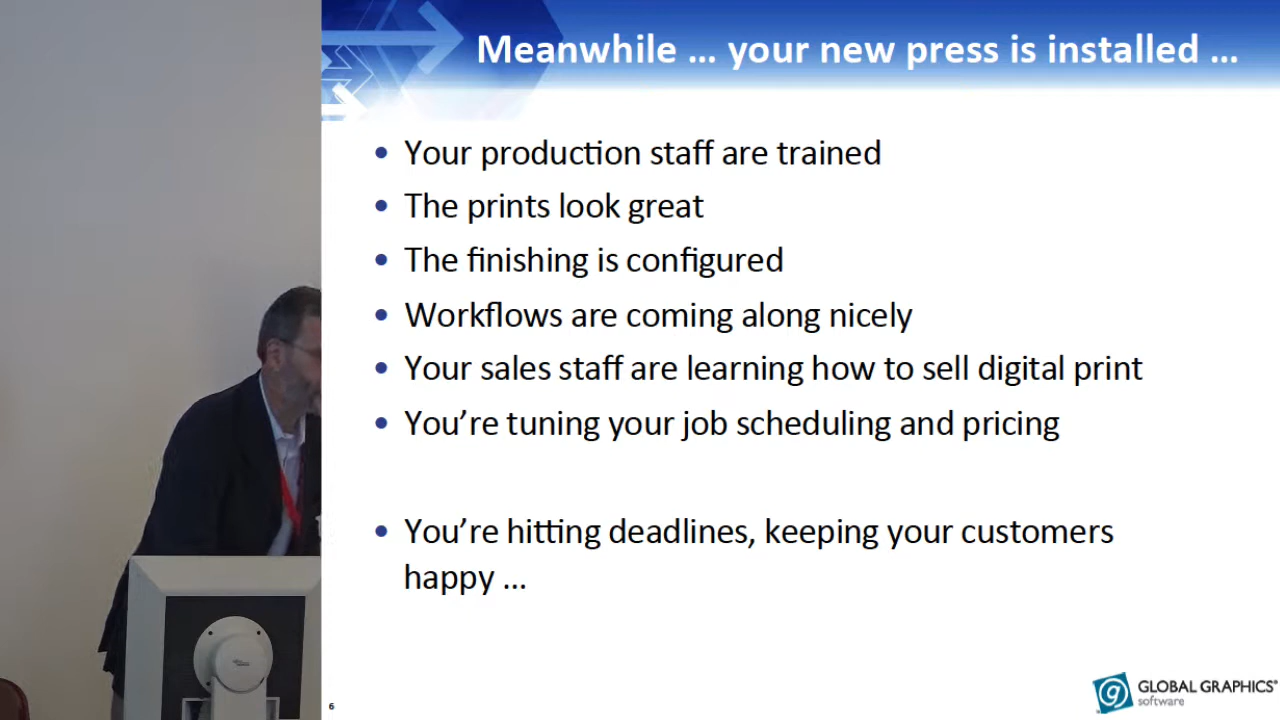 Meanwhile … your new press is installed …
• Your production staff are trained
• The prints look great
• The finishing is configured
• Workflows are coming along nicely
• Your sales staff are learning how to sell digital print
• You’re tuning your job scheduling and pricing
• You’re hitting deadlines, keeping your customers
happy …
6
g
GLOBAL GRAPHICS®
software